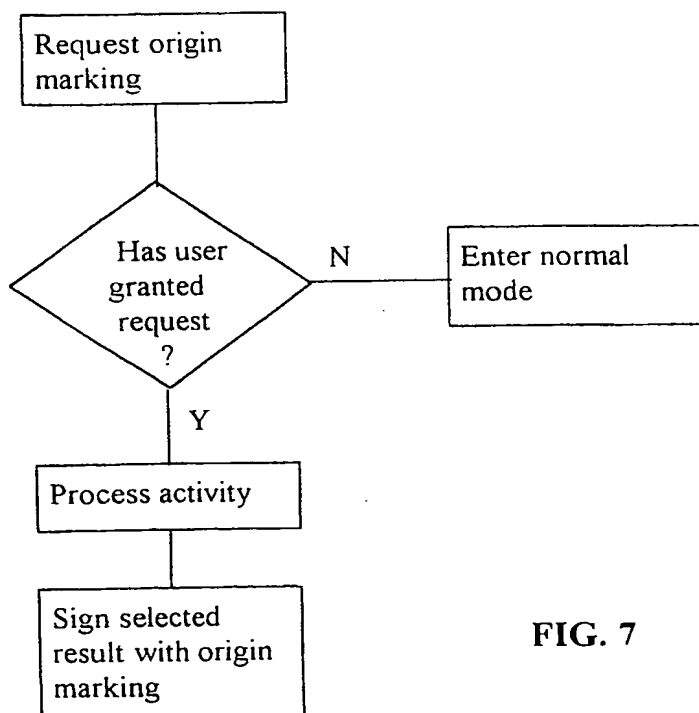 Request origin
marking
Has user
granted
request
?
N
Enter normal
mode
Y
Process activity
Sign selected
result with origin
marking
FIG. 7